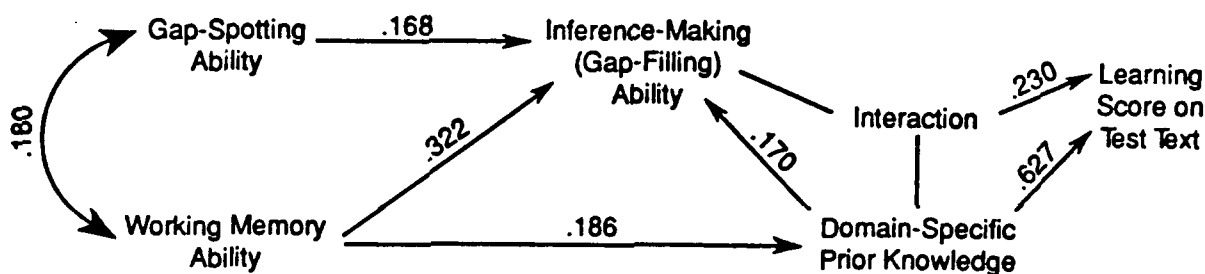 Gap-Spotting
Ability
.168
Inference-Making
(Gap-Filling)
Ability
.230
Learning
Score on
Test Text
Interaction
.180
.322
.170
.627
Working Memory
Ability
.186
Domain-Specific
Prior Knowledge